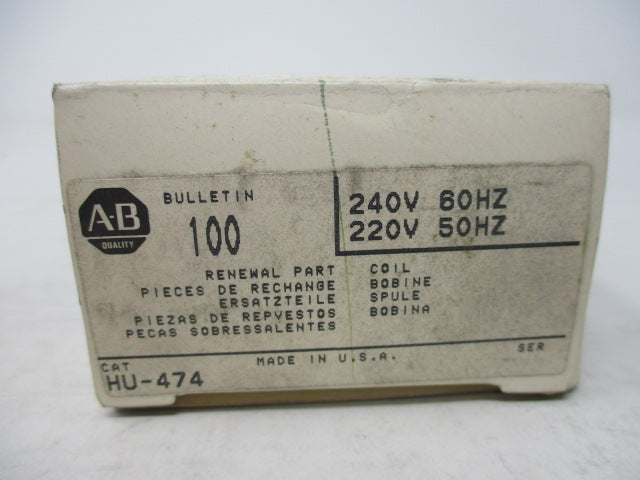 A-B
QUALITY
BULLETIN
100
240V 60HZ
220V 50HZ
RENEWAL PART COIL
PIECES DE RECHANGE BOBINE
ERSATZTEILE SPULE
PIEZAS DE REPVESTOS BOBINA
PECAS SOBRESSALENTES
MADE IN U.S.A.
SER
CAT
HU-474